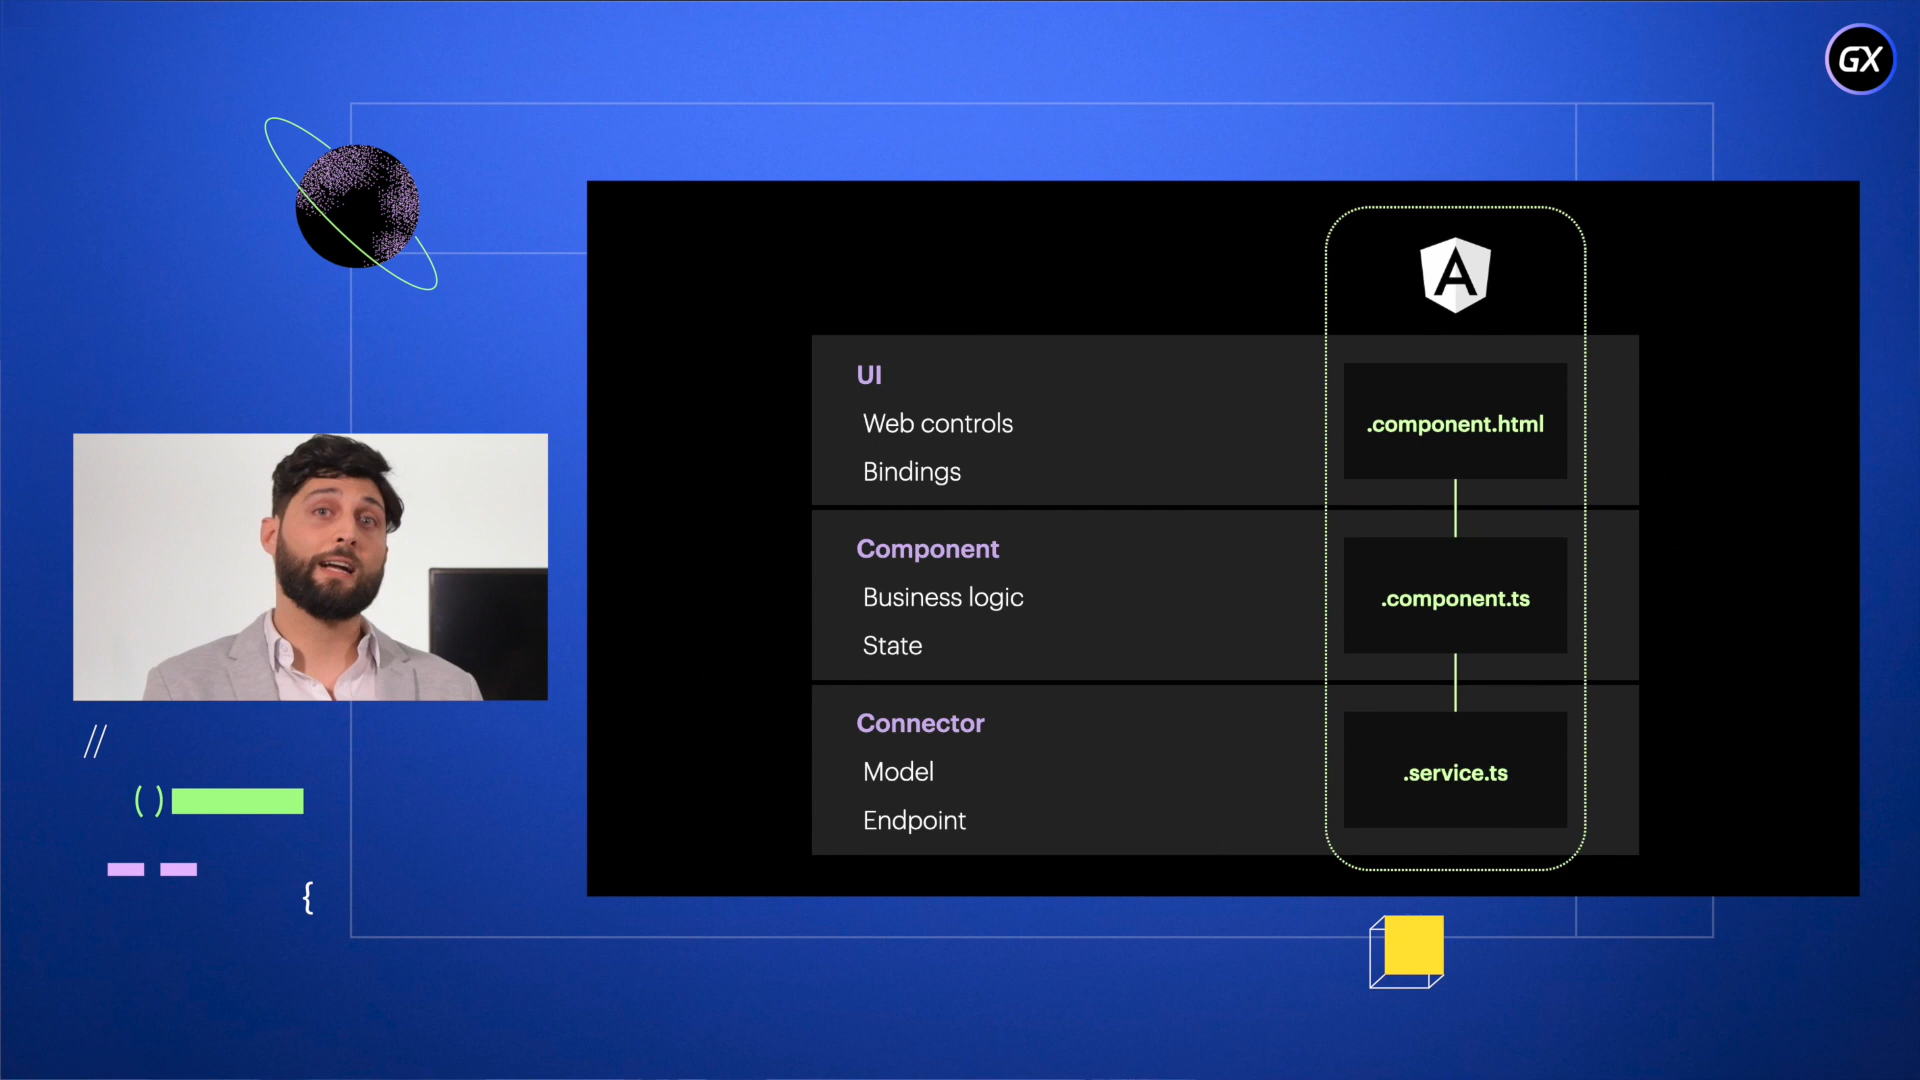 GX
A
UI
Web controls
Bindings
.component.html
Component
Business logic
State
.component.ts
Connector
Model
Endpoint
.service.ts
//
()
{